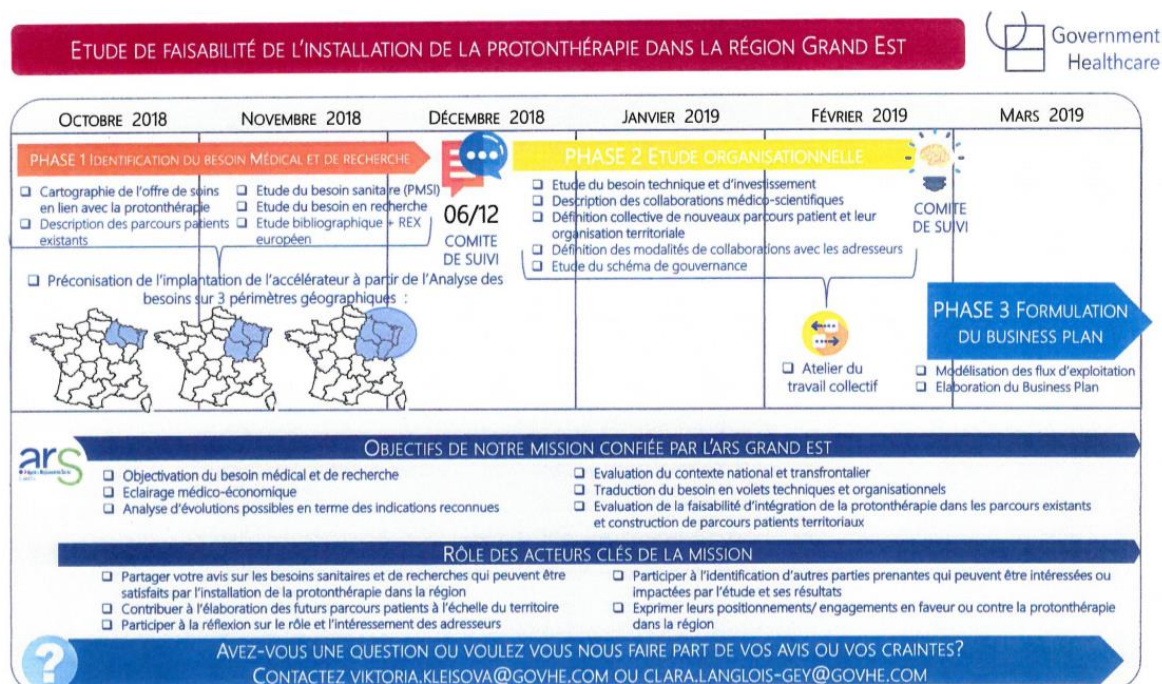 ETUDE DE FAISABILITÉ DE L'INSTALLATION DE LA PROTONTHÉRAPIE DANS LA RÉGION GRAND EST
Government
Healthcare
OCTOBRE 2018
NOVEMBRE 2018
DÉCEMBRE 2018
JANVIER 2019
FÉVRIER 2019
MARS 2019
PHASE 1 IDENTIFICATION DU BESOIN MÉDICAL ET DE RECHERCHE
Cartographie de l'offre de soins
en lien avec la protonthérapie
Description des parcours patients
existants
Etude du besoin sanitaire (PMSI)
Etude du besoin en recherche
Etude bibliographique + REX
européen
Préconisation de l'implantation de l'accélérateur à partir de l'Analyse des
besoins sur 3 périmètres géographiques :
06/12
COMITE
DE SUIVI
PHASE 2 ETUDE ORGANISATIONNELLE
Etude du besoin technique et d'investissement
Description des collaborations médico-scientifiques
Définition collective de nouveaux parcours patient et leur
organisation territoriale
Définition des modalités de collaborations avec les adresseurs
Etude du schéma de gouvernance
COMITE
DE SUIVI
Atelier du
travail collectif
PHASE 3 FORMULATION
DU BUSINESS PLAN
Modélisation des flux d'exploitation
Elaboration du Business Plan
ars
OBJECTIFS DE NOTRE MISSION CONFIÉE PAR L'ARS GRAND EST
Objectivation du besoin médical et de recherche
Eclairage médico-économique
Analyse d'évolutions possibles en terme des indications reconnues
Evaluation du contexte national et transfrontalier
Traduction du besoin en volets techniques et organisationnels
Evaluation de la faisabilité d'intégration de la protonthérapie dans les parcours existants
et construction de parcours patients territoriaux
RÔLE DES ACTEURS CLÉS DE LA MISSION
Partager votre avis sur les besoins sanitaires et de recherches qui peuvent être
satisfaits par l'installation de la protonthérapie dans la région
Contribuer à l'élaboration des futurs parcours patients à l'échelle du territoire
Participer à la réflexion sur le rôle et l'intéressement des adresseurs
Participer à l'identification d'autres parties prenantes qui peuvent être intéressées ou
impactées par l'étude et ses résultats
Exprimer leurs positionnements/ engagements en faveur ou contre la protonthérapie
dans la région
?
AVEZ-VOUS UNE QUESTION OU VOULEZ VOUS NOUS FAIRE PART DE VOS AVIS OU VOS CRAINTES?
CONTACTEZ VIKTORIA.KLEISOVA@GOVHE.COM OU CLARA.LANGLOIS-GEY@GOVHE.COM